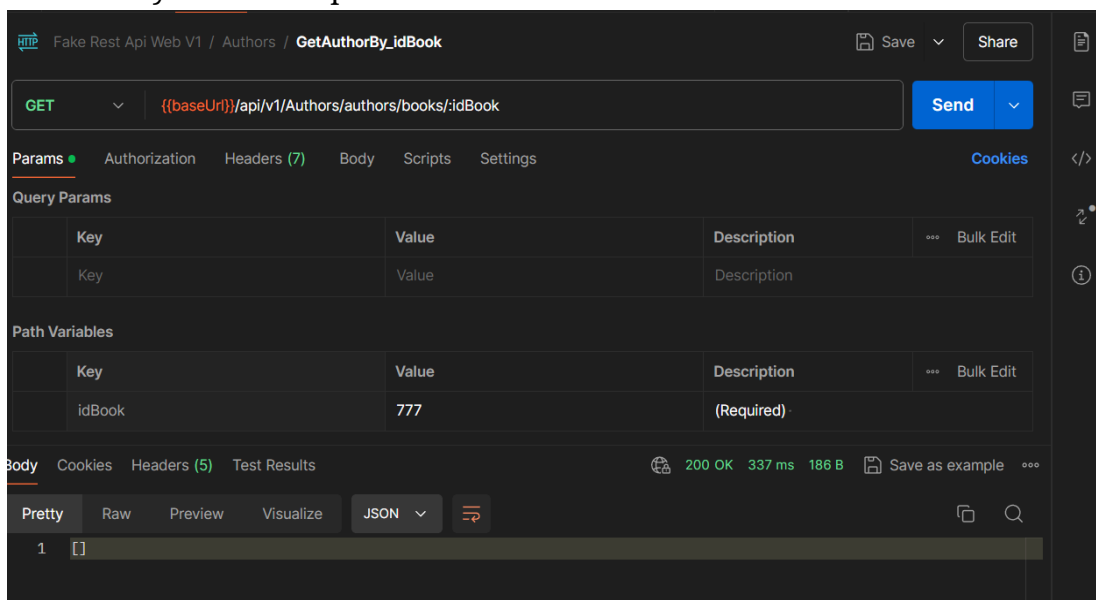 HTTP Fake Rest Api Web V1 / Authors / GetAuthorBy_idBook Save Share
GET {{baseUrl}}/api/v1/Authors/authors/books/:idBook Send
Params Authorization Headers (7) Body Scripts Settings Cookies
Query Params
Key Value Description Bulk Edit
Key Value Description
Path Variables
Key Value Description Bulk Edit
idBook 777 (Required)
Body Cookies Headers (5) Test Results 200 OK 337 ms 186 B Save as example
Pretty Raw Preview Visualize JSON
1 []